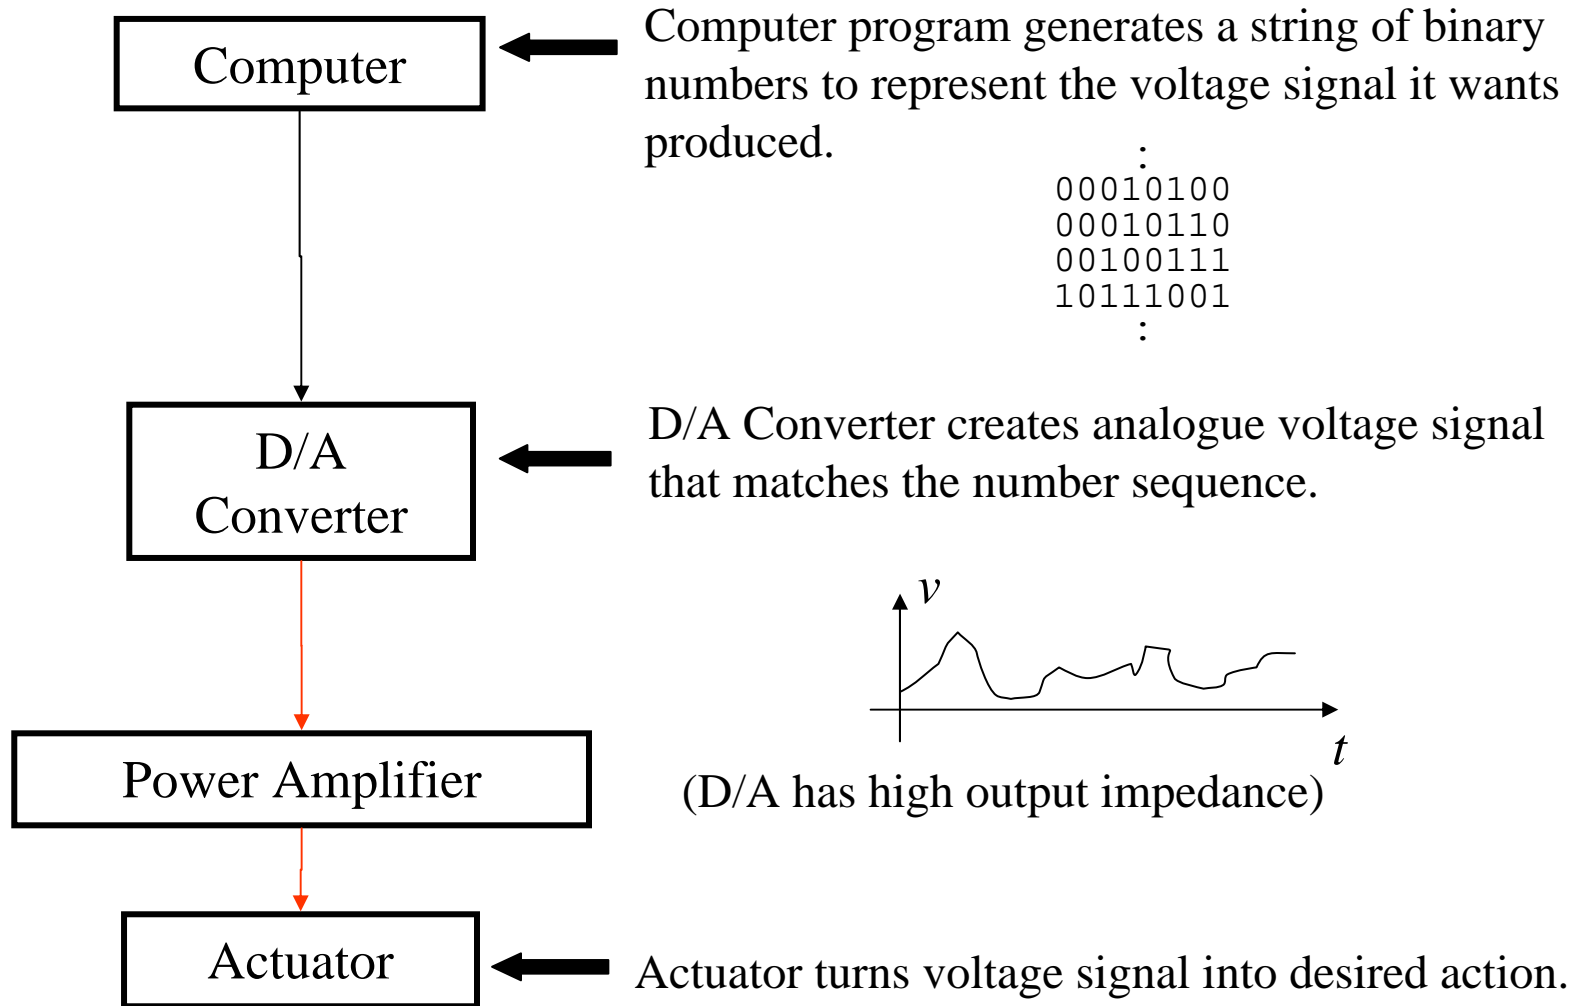 Computer
Computer program generates a string of binary
numbers to represent the voltage signal it wants
produced.
:
00010100
00010110
00100111
10111001
:
D/A
Converter
D/A Converter creates analogue voltage signal
that matches the number sequence.
v
t
Power Amplifier
(D/A has high output impedance)
Actuator
Actuator turns voltage signal into desired action.